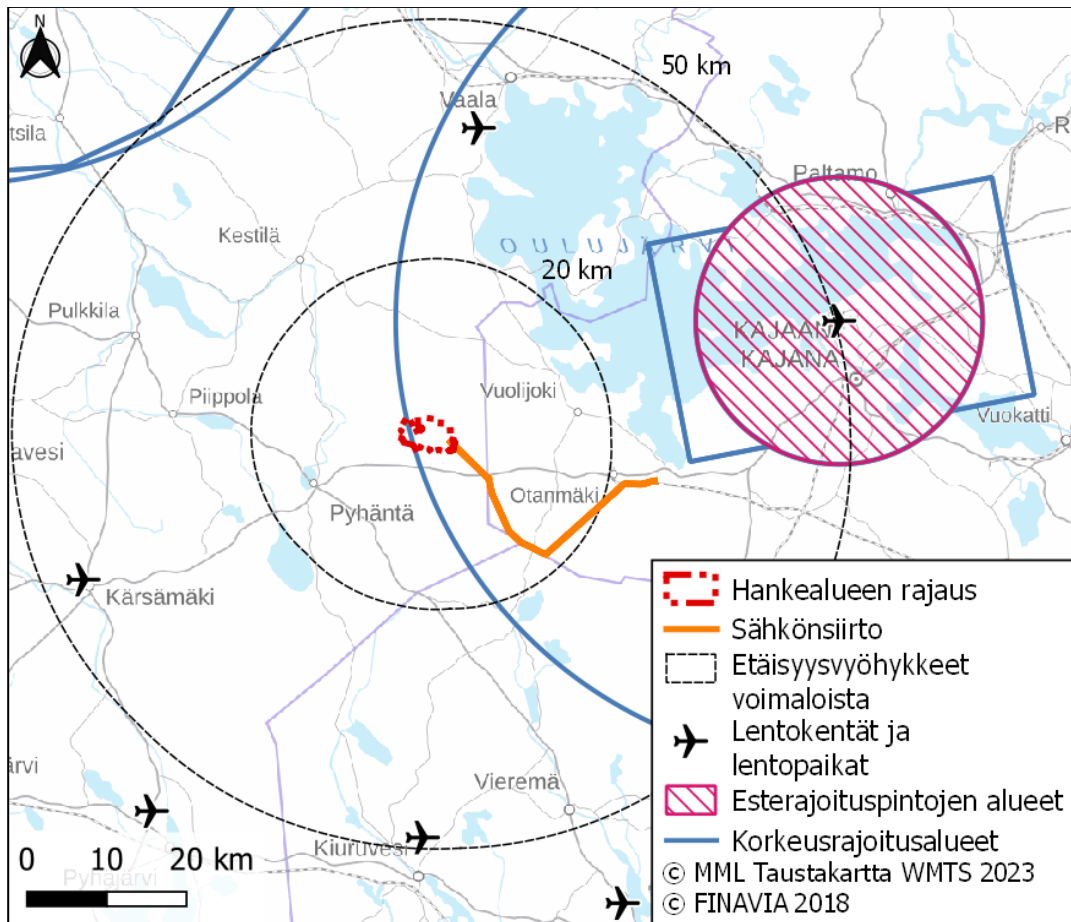 N
50 km
Vaala
tsila
R
Paltamo
Kestilä
OULUJÄRVI
20 km
Pulkkila
KAJAANI
KAJANA
Piippola
Vuolijoki
Vuokatti
avesi
Otanmäki
Pyhäntä
Kärsämäki
järvi
Vieremä
Kiuruvesi
Pyhäjärvi
0 10 20 km
Hankealueen rajaus
Sähkönsiirto
Etäisyysvyöhykkeet
voimaloista
Lentokentät ja
lentopaikat
Esterajoituspintojen alueet
Korkeusrajoitusalueet
© MML Taustakartta WMTS 2023
© FINAVIA 2018